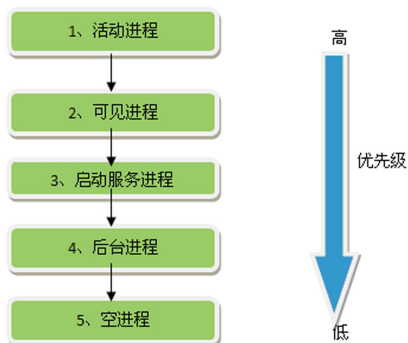 1、活动进程
2、可见进程
3、启动服务进程
4、后台进程
5、空进程
高
优先级
低